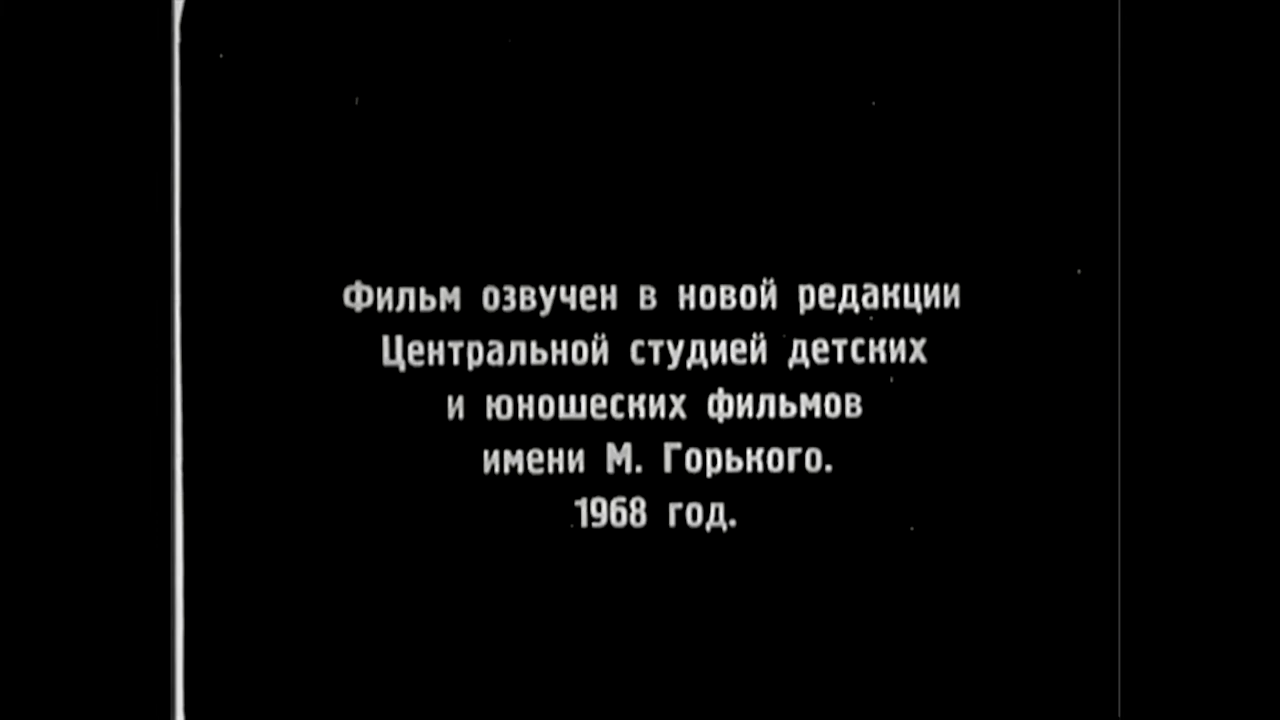 Фильм озвучен в новой редакции
Центральной студией детских
и юношеских фильмов
имени М. Горького.
1968 год.